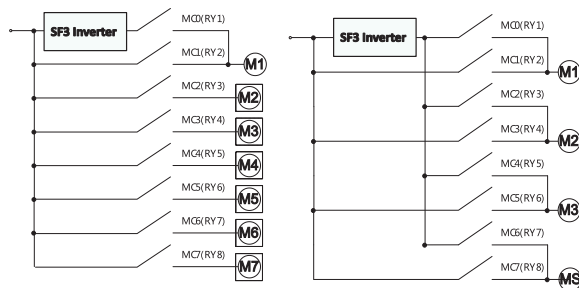 SF3 Inverter
MC0(RY1)
MC1(RY2)
M1
MC2(RY3)
M2
MC3(RY4)
M3
MC4(RY5)
M4
MC5(RY6)
M5
MC6(RY7)
M6
MC7(RY8)
M7
SF3 Inverter
MC0(RY1)
MC1(RY2)
M1
MC2(RY3)
MC3(RY4)
M2
MC4(RY5)
MC5(RY6)
M3
MC6(RY7)
MC7(RY8)
MS